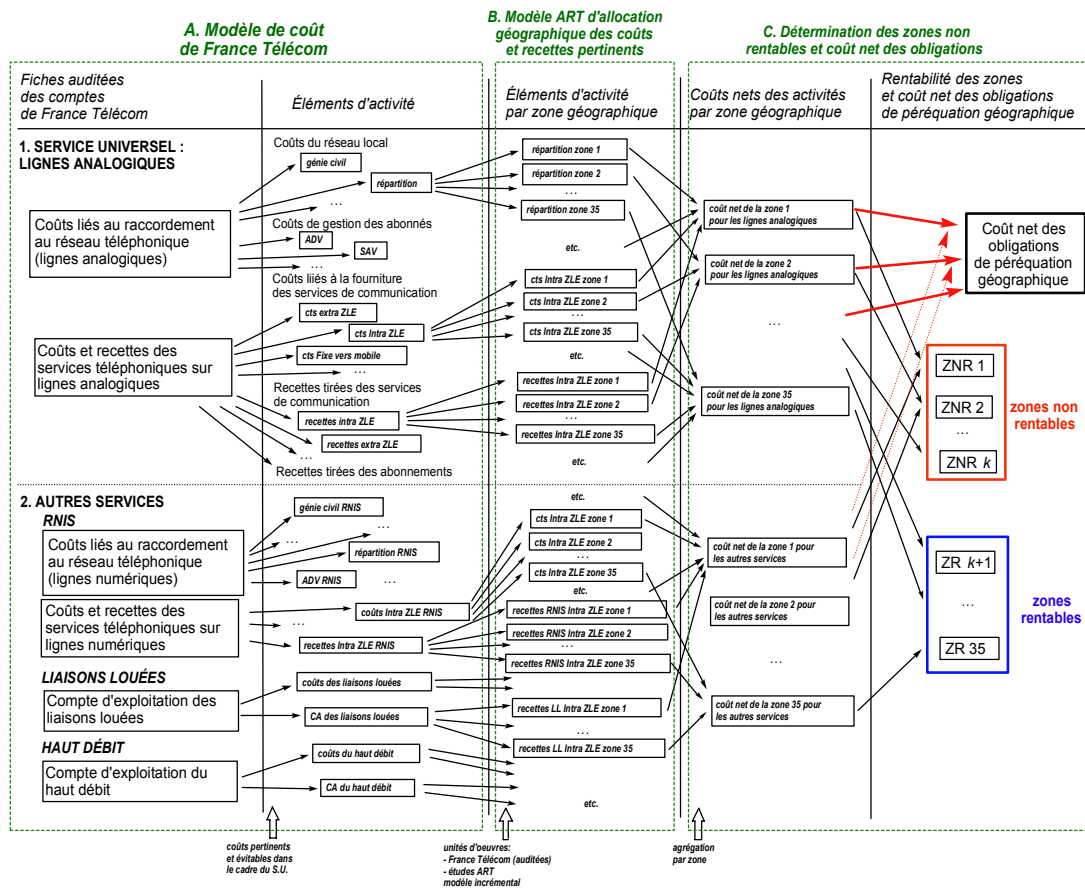 A. Modèle de coût
de France Télécom
B. Modèle ART d'allocation
géographique des coûts
et recettes pertinents
C. Détermination des zones non
rentables et coût net des obligations
Fiches auditées
des comptes
de France Télécom
Éléments d'activité
Éléments d'activité
par zone géographique
Coûts nets des activités
par zone géographique
Rentabilité des zones
et coût net des obligations
de péréquation géographique
1. SERVICE UNIVERSEL :
LIGNES ANALOGIQUES
Coûts liés au raccordement
au réseau téléphonique
(lignes analogiques)
Coûts et recettes des
services téléphoniques sur
lignes analogiques
Coûts du réseau local
génie civil
répartition
...
Coûts de gestion des abonnés
ADV
SAV
...
Coûts liiés à la fourniture
des services de communication
cts extra ZLE
cts Intra ZLE
cts Fixe vers mobile
...
Recettes tirées des services
de communication
recettes intra ZLE
recettes extra ZLE
...
Recettes tirées des abonnements
répartition zone 1
répartition zone 2
...
répartition zone 35
etc.
cts Intra ZLE zone 1
cts Intra ZLE zone 2
...
cts Intra ZLE zone 35
etc.
recettes Intra ZLE zone 1
recettes Intra ZLE zone 2
...
recettes Intra ZLE zone 35
etc.
coût net de la zone 1
pour les lignes analogiques
coût net de la zone 2
pour les lignes analogiques
...
coût net de la zone 35
pour les lignes analogiques
Coût net des
obligations
de péréquation
géographique
ZNR 1
ZNR 2
...
ZNR k
zones non
rentables
2. AUTRES SERVICES
RNIS
Coûts liés au raccordement
au réseau téléphonique
(lignes numériques)
Coûts et recettes des
services téléphoniques sur
lignes numériques
LIAISONS LOUÉES
Compte d'exploitation des
liaisons louées
HAUT DÉBIT
Compte d'exploitation du
haut débit
génie civil RNIS
...
...
répartition RNIS
ADV RNIS
...
coûts Intra ZLE RNIS
...
recettes Intra ZLE RNIS
coûts des liaisons louées
CA des liaisons louées
coûts du haut débit
CA du haut débit
etc.
cts Intra ZLE zone 1
cts Intra ZLE zone 2
...
cts Intra ZLE zone 35
etc.
recettes RNIS Intra ZLE zone 1
recettes RNIS Intra ZLE zone 2
...
recettes RNIS Intra ZLE zone 35
recettes LL Intra ZLE zone 1
...
recettes LL Intra ZLE zone 35
etc.
coût net de la zone 1 pour
les autres services
coût net de la zone 2 pour
les autres services
...
coût net de la zone 35 pour
les autres services
ZR k+1
...
ZR 35
zones
rentables
coûts pertinents
et évitables dans
le cadre du S.U.
unités d'oeuvres:
- France Télécom (auditées)
- études ART
modèle incrémental
agrégation
par zone